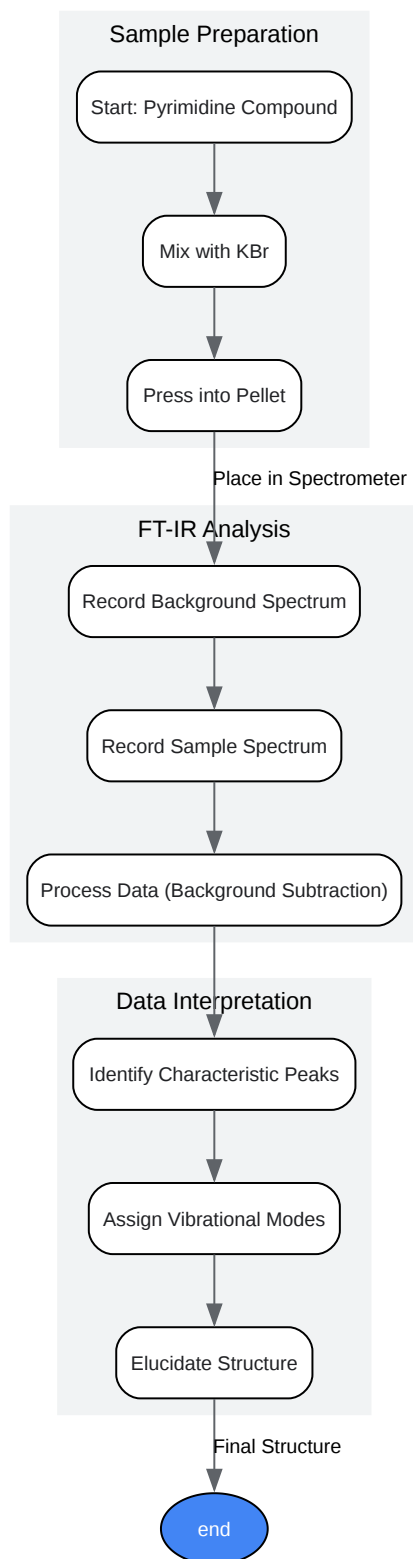 Sample Preparation
Start: Pyrimidine Compound
Mix with KBr
Press into Pellet
Place in Spectrometer
FT-IR Analysis
Record Background Spectrum
Record Sample Spectrum
Process Data (Background Subtraction)
Data Interpretation
Identify Characteristic Peaks
Assign Vibrational Modes
Elucidate Structure
Final Structure
end